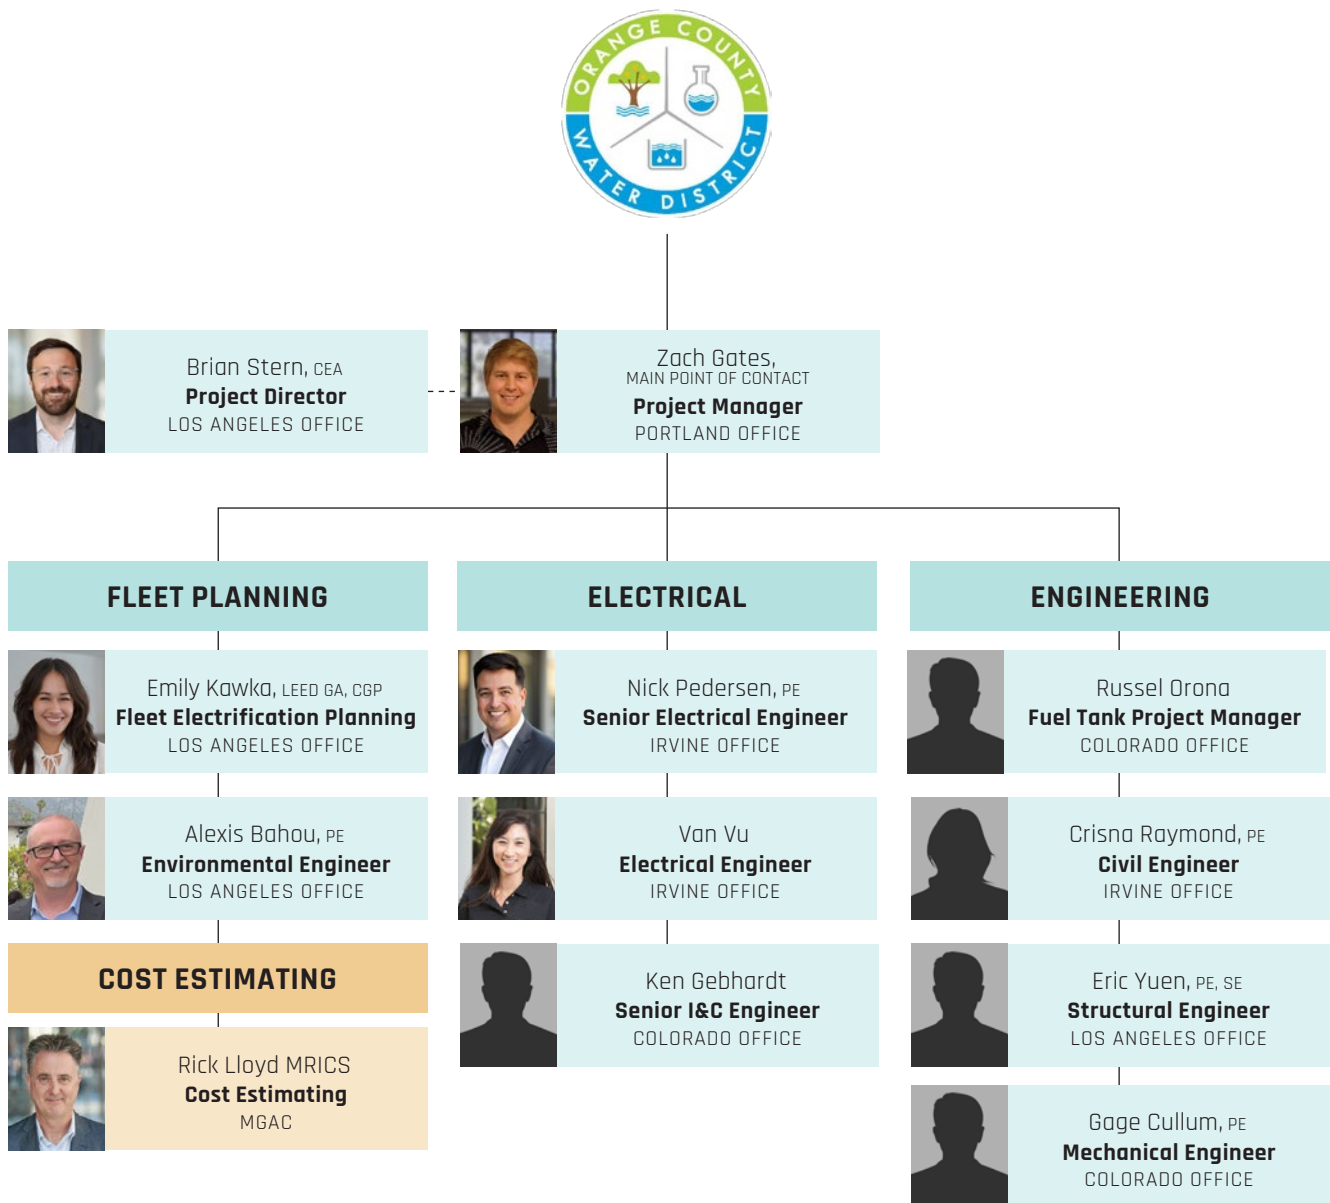 ORANGE COUNTY
WATER DISTRICT
Brian Stern, CEA
Project Director
LOS ANGELES OFFICE
Zach Gates,
MAIN POINT OF CONTACT
Project Manager
PORTLAND OFFICE
FLEET PLANNING
Emily Kawka, LEED GA, CGP
Fleet Electrification Planning
LOS ANGELES OFFICE
Alexis Bahou, PE
Environmental Engineer
LOS ANGELES OFFICE
COST ESTIMATING
Rick Lloyd MRICS
Cost Estimating
MGAC
ELECTRICAL
Nick Pedersen, PE
Senior Electrical Engineer
IRVINE OFFICE
Van Vu
Electrical Engineer
IRVINE OFFICE
Ken Gebhardt
Senior I&C Engineer
COLORADO OFFICE
ENGINEERING
Russel Orona
Fuel Tank Project Manager
COLORADO OFFICE
Crisna Raymond, PE
Civil Engineer
IRVINE OFFICE
Eric Yuen, PE, SE
Structural Engineer
LOS ANGELES OFFICE
Gage Cullum, PE
Mechanical Engineer
COLORADO OFFICE